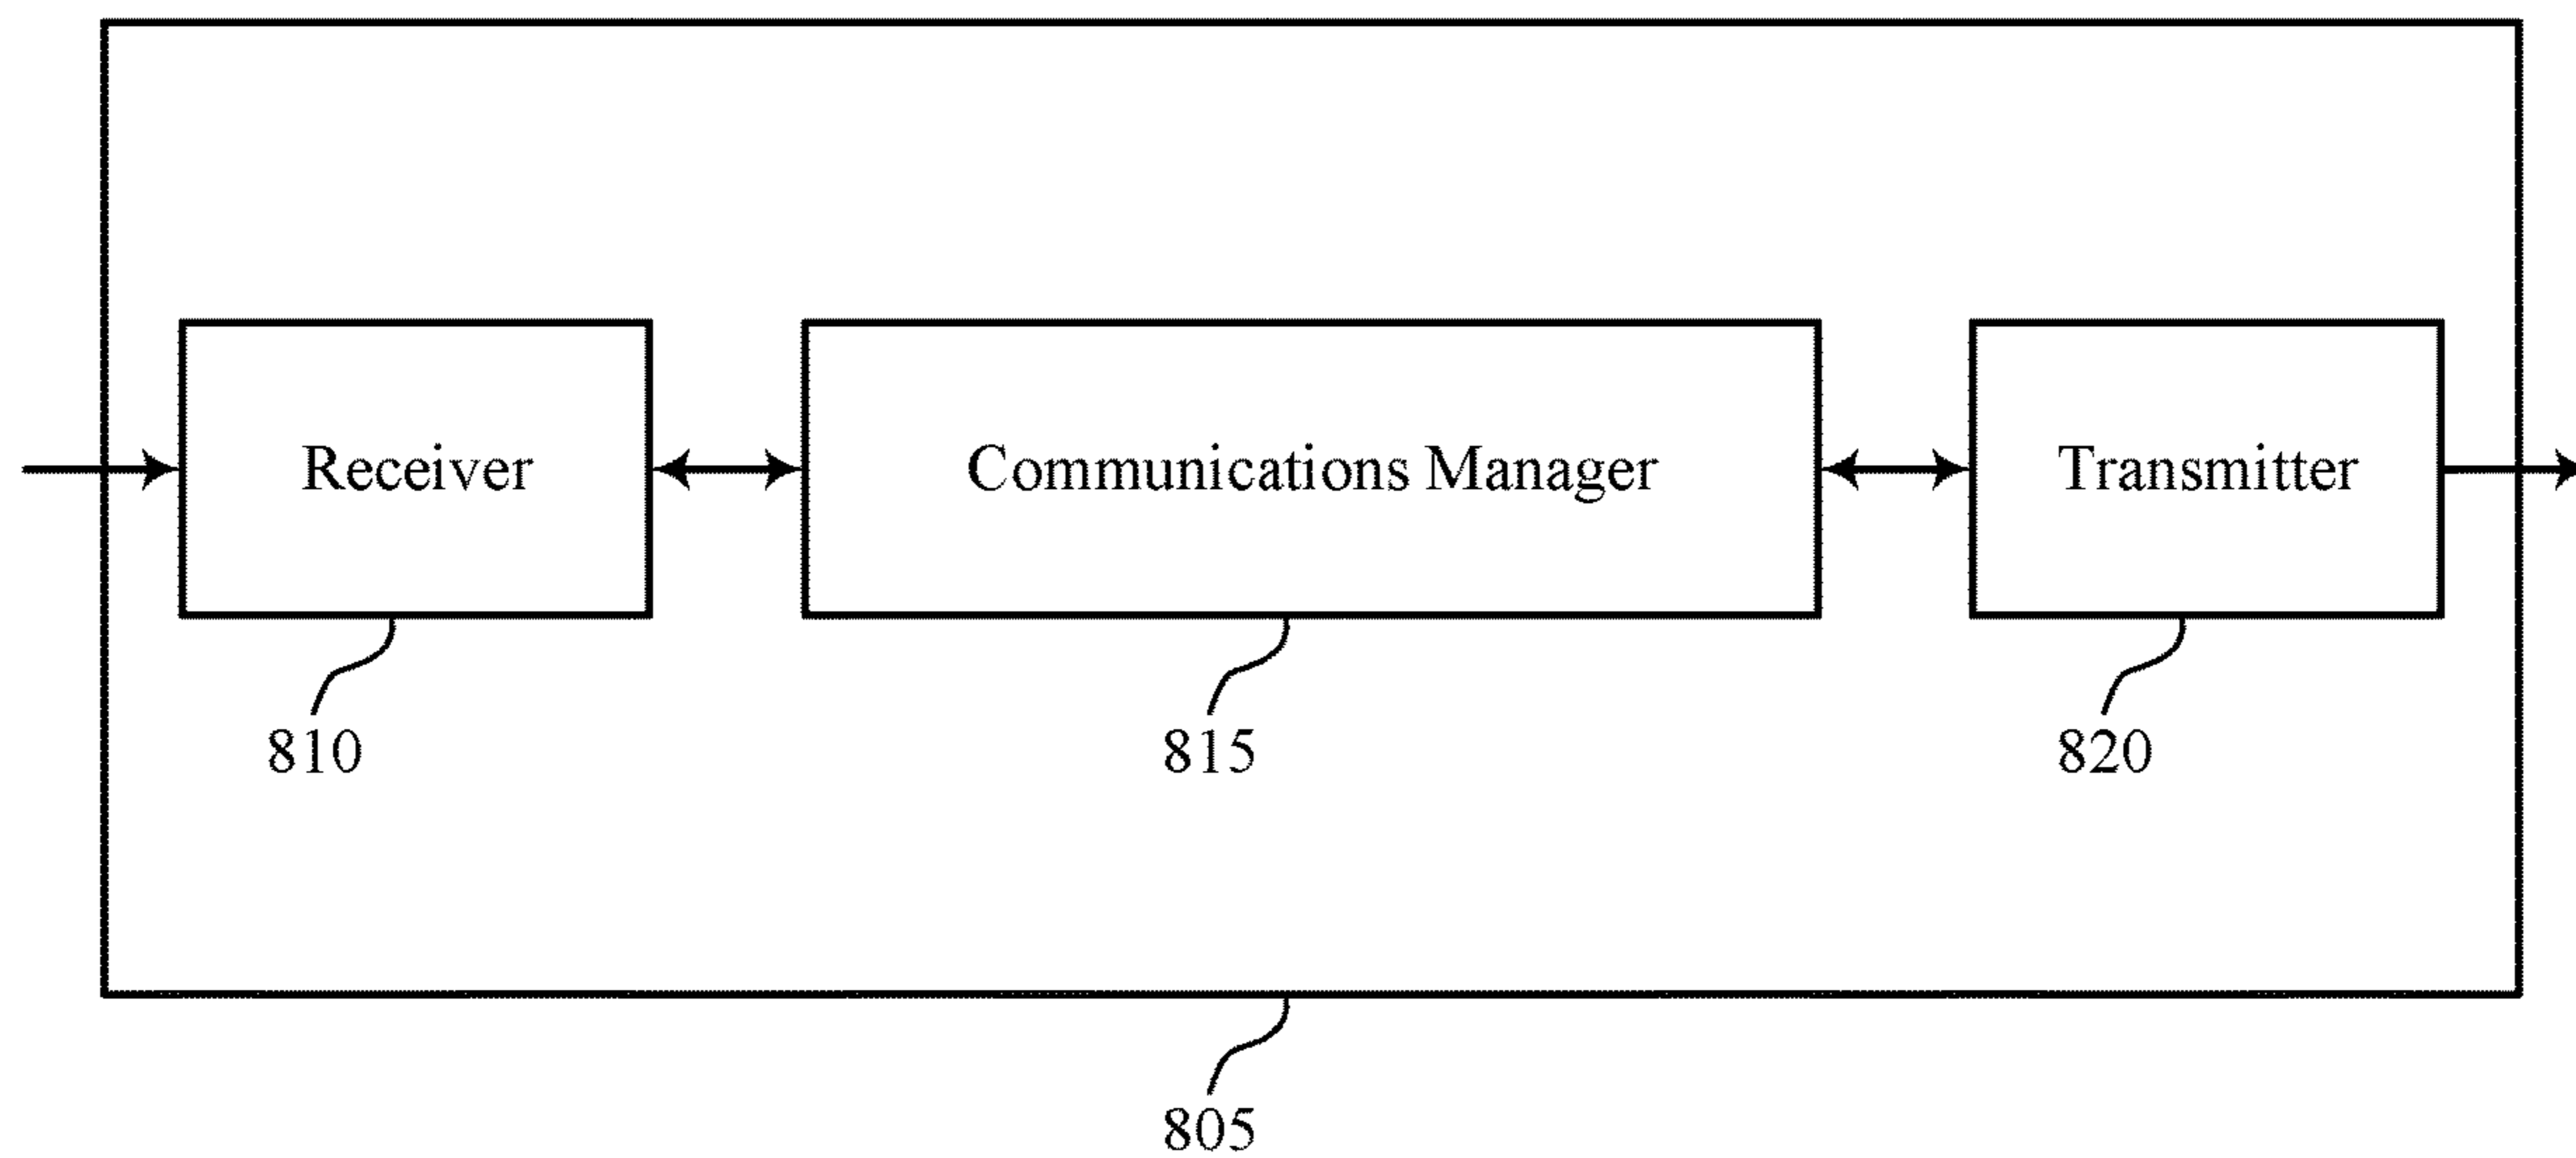 Receiver
Communications Manager
Transmitter
810
815
820
805